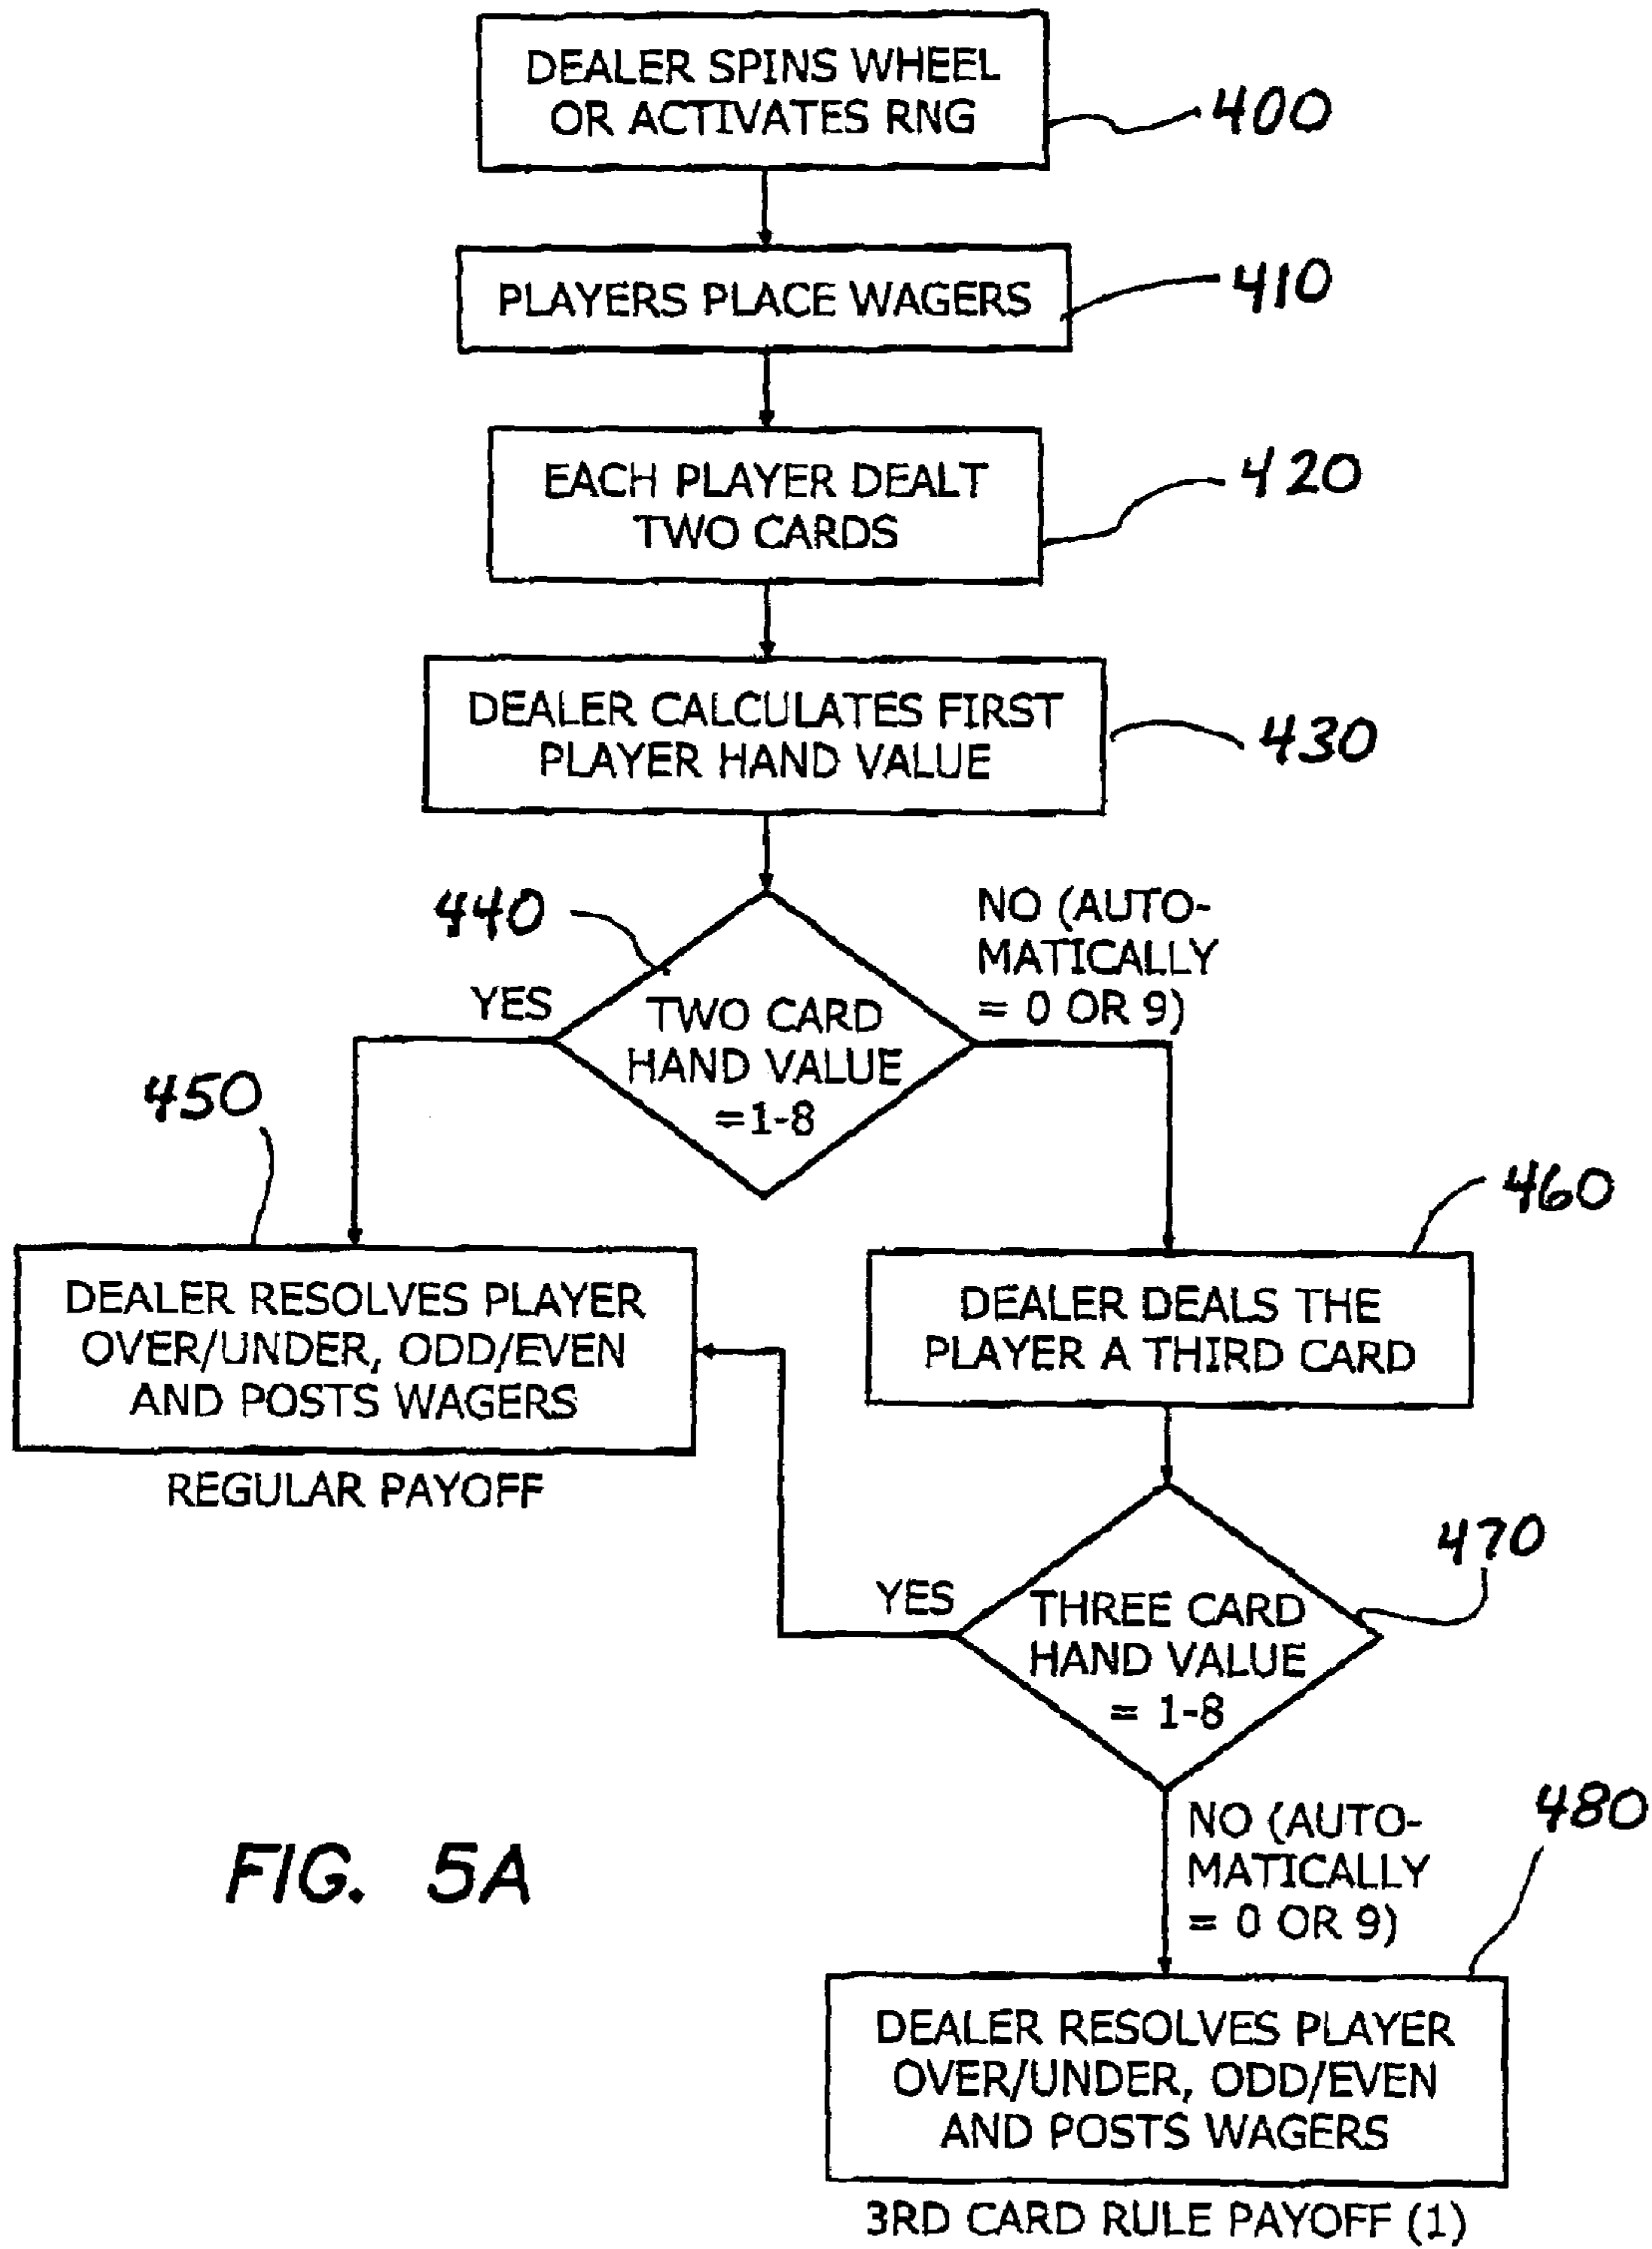 DEALER SPINS WHEEL
OR ACTIVATES RNG
400
PLAYERS PLACE WAGERS
410
EACH PLAYER DEALT
TWO CARDS
420
DEALER CALCULATES FIRST
PLAYER HAND VALUE
430
440
NO (AUTO-
MATICALLY
= 0 OR 9)
YES
TWO CARD
HAND VALUE
=1-8
450
460
DEALER RESOLVES PLAYER
OVER/UNDER, ODD/EVEN
AND POSTS WAGERS
REGULAR PAYOFF
DEALER DEALS THE
PLAYER A THIRD CARD
470
YES
THREE CARD
HAND VALUE
= 1-8
NO (AUTO-
MATICALLY
= 0 OR 9)
480
FIG. 5A
DEALER RESOLVES PLAYER
OVER/UNDER, ODD/EVEN
AND POSTS WAGERS
3RD CARD RULE PAYOFF (1)